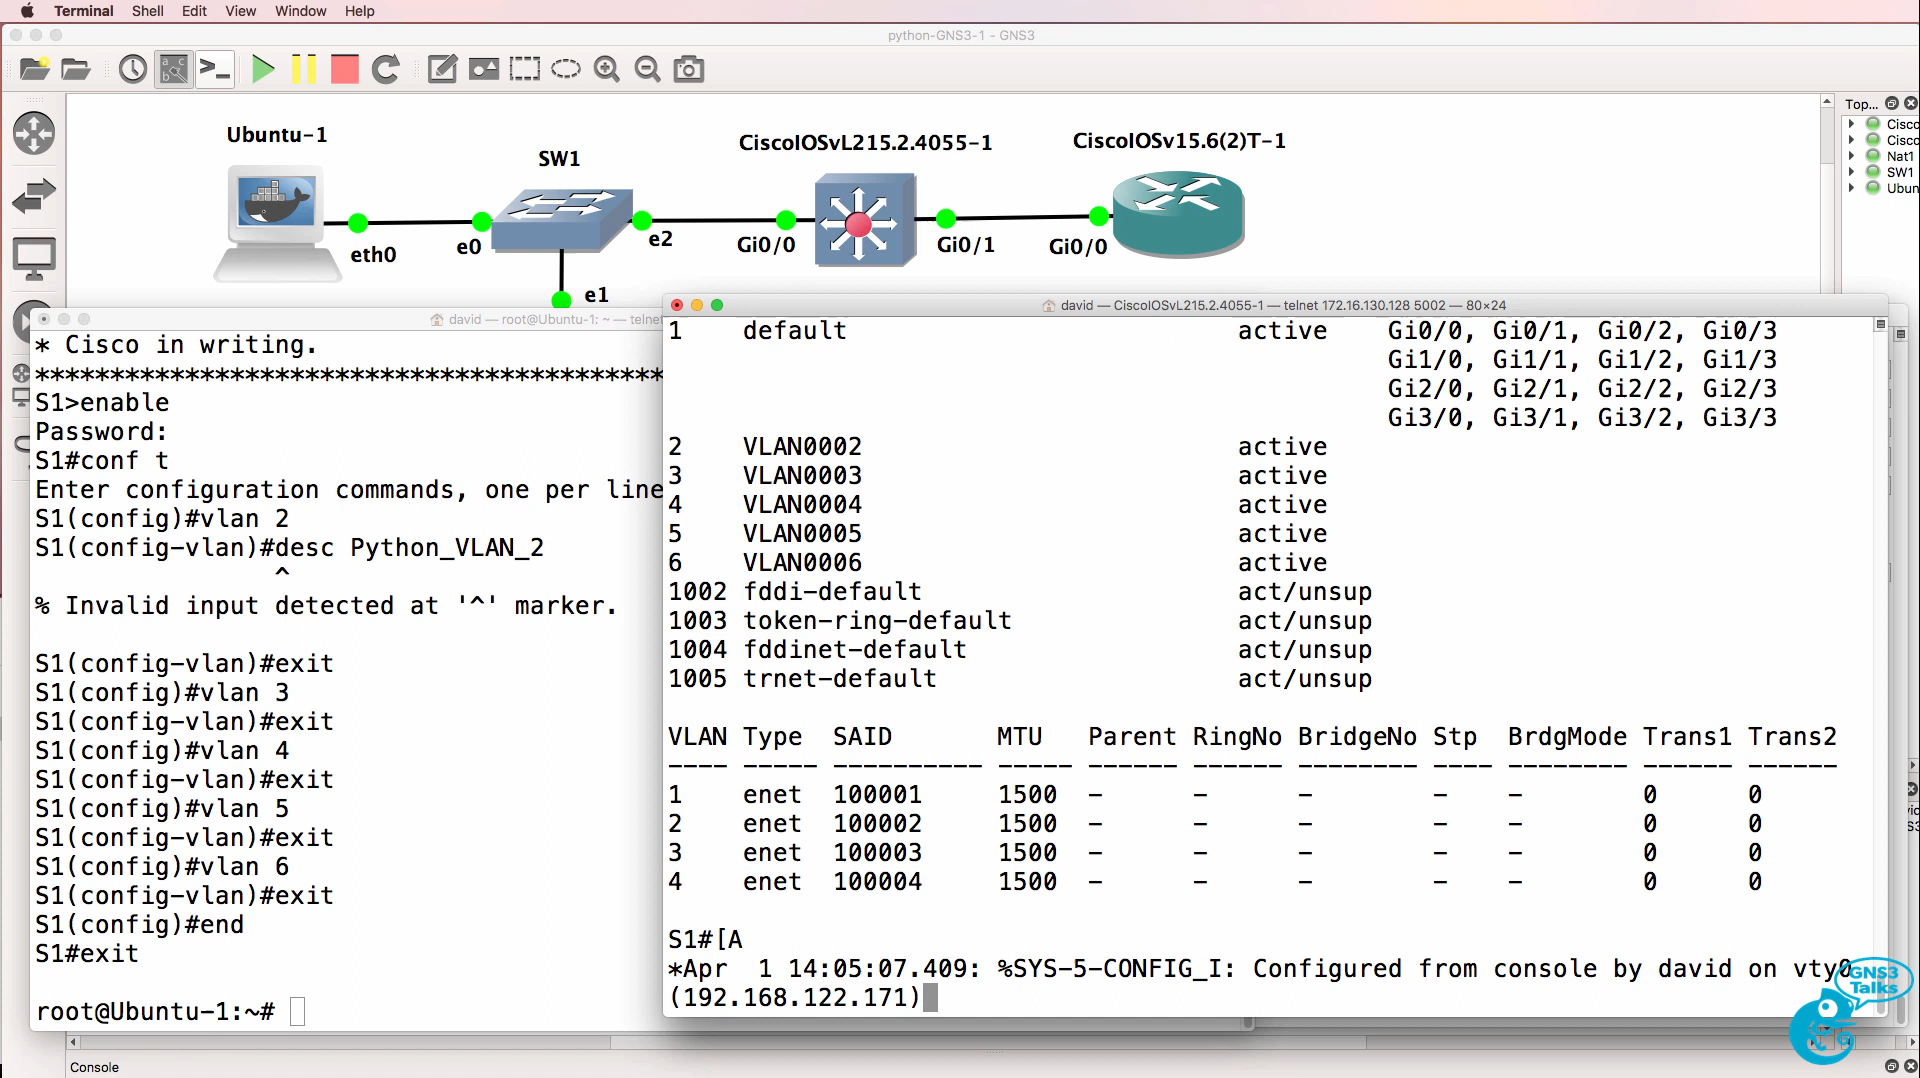 Terminal Shell Edit View Window Help
python-GNS3-1 - GNS3
Top...
Ubuntu-1
SW1
CiscoIOSvL215.2.4055-1
CiscoIOSv15.6(2)T-1
Cisco
Cisco
Nat1
SW1
Ubun
eth0
e0
e2
Gi0/0
Gi0/1
Gi0/0
e1
david — root@Ubuntu-1: ~ — telne
* Cisco in writing.
******************************************
S1>enable
Password:
S1#conf t
Enter configuration commands, one per line
S1(config)#vlan 2
S1(config-vlan)#desc Python_VLAN_2
^
% Invalid input detected at '^' marker.
S1(config-vlan)#exit
S1(config)#vlan 3
S1(config-vlan)#exit
S1(config)#vlan 4
S1(config-vlan)#exit
S1(config)#vlan 5
S1(config-vlan)#exit
S1(config)#vlan 6
S1(config-vlan)#exit
S1(config)#end
S1#exit
root@Ubuntu-1:~#
david — CiscoIOSvL215.2.4055-1 — telnet 172.16.130.128 5002 — 80×24
1 default active Gi0/0, Gi0/1, Gi0/2, Gi0/3
Gi1/0, Gi1/1, Gi1/2, Gi1/3
Gi2/0, Gi2/1, Gi2/2, Gi2/3
Gi3/0, Gi3/1, Gi3/2, Gi3/3
2 VLAN0002 active
3 VLAN0003 active
4 VLAN0004 active
5 VLAN0005 active
6 VLAN0006 active
1002 fddi-default act/unsup
1003 token-ring-default act/unsup
1004 fddinet-default act/unsup
1005 trnet-default act/unsup
VLAN Type SAID MTU Parent RingNo BridgeNo Stp BrdgMode Trans1 Trans2
---- ----- ---------- ----- ------ ------ -------- ---- -------- ------ ------
1 enet 100001 1500 - - - - - 0 0
2 enet 100002 1500 - - - - - 0 0
3 enet 100003 1500 - - - - - 0 0
4 enet 100004 1500 - - - - - 0 0
S1#[A
*Apr 1 14:05:07.409: %SYS-5-CONFIG_I: Configured from console by david on vty0
(192.168.122.171)
GNS3
Talks
Console